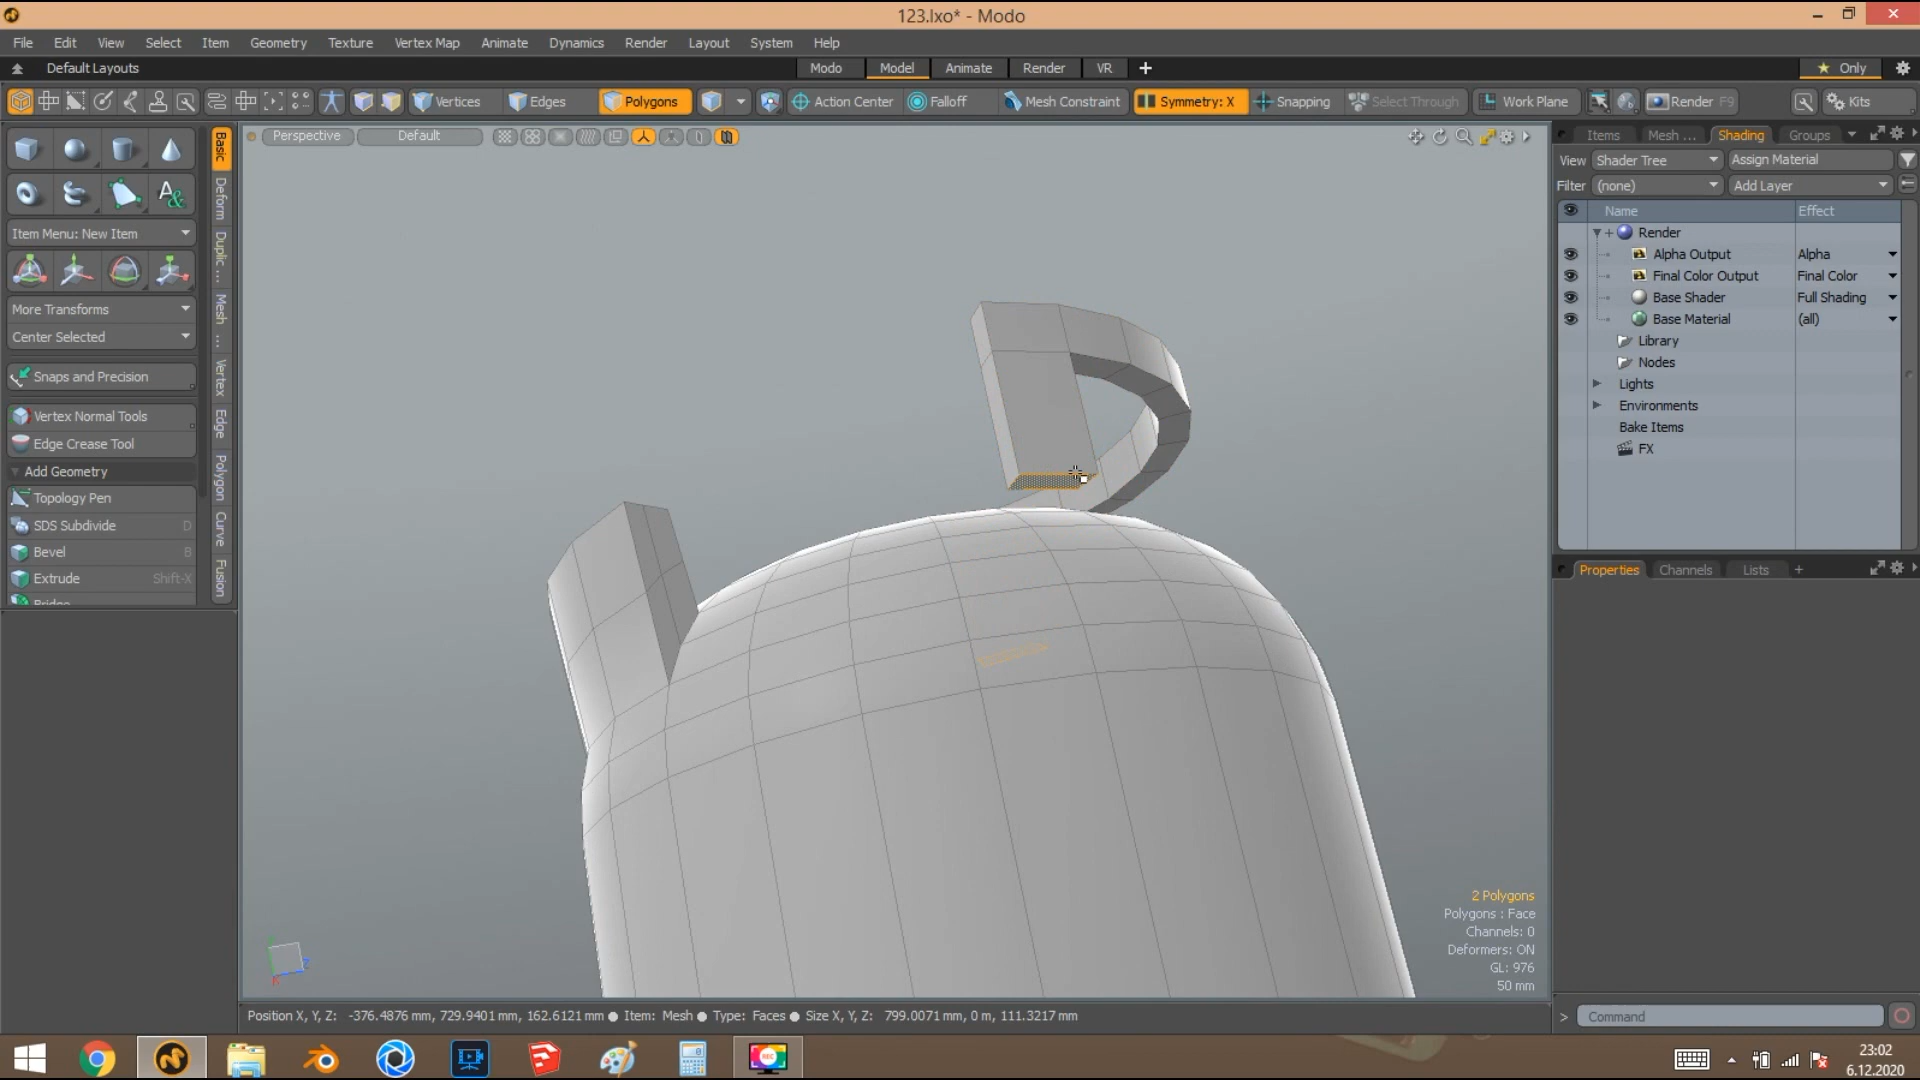 123.lxo* - Modo
File Edit View Select Item Geometry Texture Vertex Map Animate Dynamics Render Layout System Help
Default Layouts Modo Model Animate Render VR + Only
Vertices Edges Polygons Action Center Falloff Mesh Constraint Symmetry: X Snapping Select Through Work Plane Render F9 Kits
Perspective Default
Items Mesh ... Shading Groups
View Shader Tree Assign Material
Filter (none) Add Layer
Name Effect
Render
Alpha Output Alpha
Final Color Output Final Color
Base Shader Full Shading
Base Material (all)
Library
Nodes
Lights
Environments
Bake Items
FX
Properties Channels Lists +
A&
Item Menu: New Item
More Transforms
Center Selected
Snaps and Precision
Vertex Normal Tools
Edge Crease Tool
Add Geometry
Topology Pen
SDS Subdivide D
Bevel B
Extrude Shift-X
Bridge
Basic
Deform
Duplic ...
Mesh ...
Vertex
Edge
Polygon
Curve
Fusion
2 Polygons
Polygons : Face
Channels: 0
Deformers: ON
GL: 976
50 mm
Position X, Y, Z: -376.4876 mm, 729.9401 mm, 162.6121 mm Item: Mesh Type: Faces Size X, Y, Z: 799.0071 mm, 0 m, 111.3217 mm
> Command
REC
23:02
6.12.2020